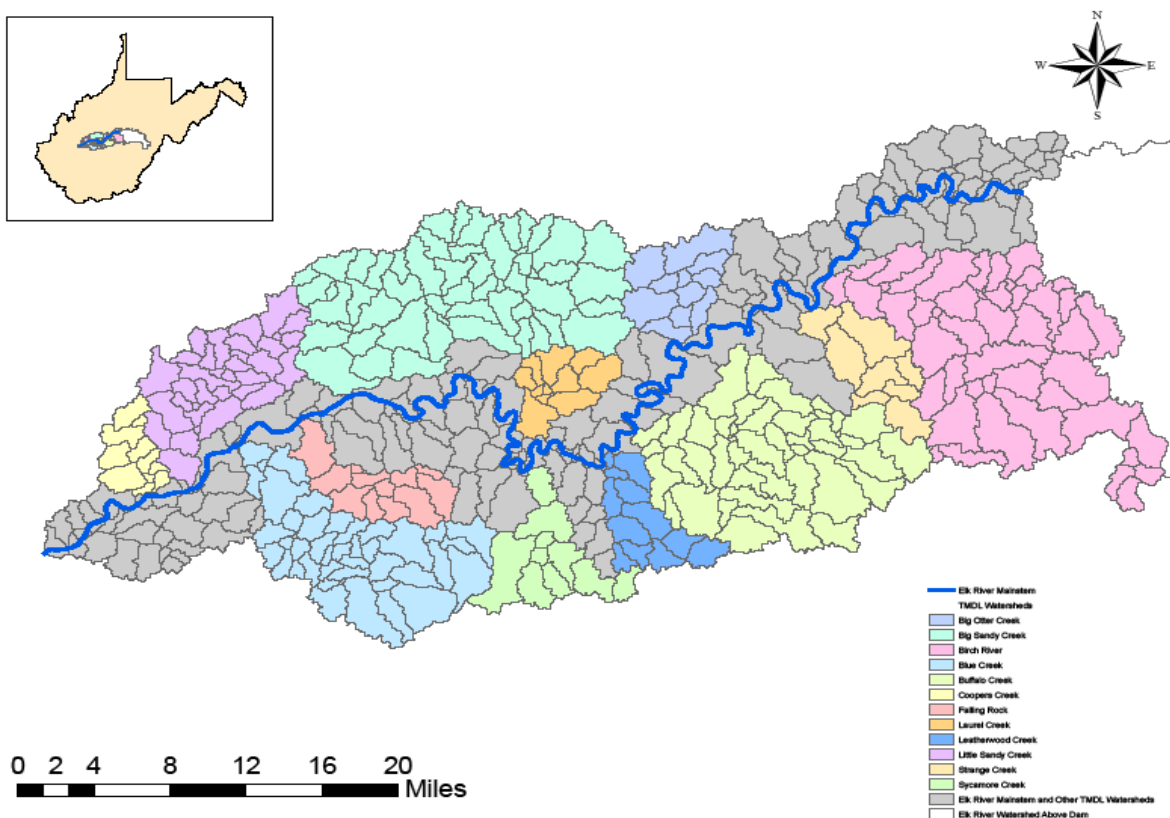 N
W E
S
Elk River Mainstem
TMDL Watersheds
Big Otter Creek
Big Sandy Creek
Birch River
Blue Creek
Buffalo Creek
Coopers Creek
Falling Rock
Laurel Creek
Leatherwood Creek
Little Sandy Creek
Strange Creek
Sycamore Creek
Elk River Mainstem and Other TMDL Watersheds
Elk River Watershed Above Dam
0 2 4 8 12 16 20
Miles